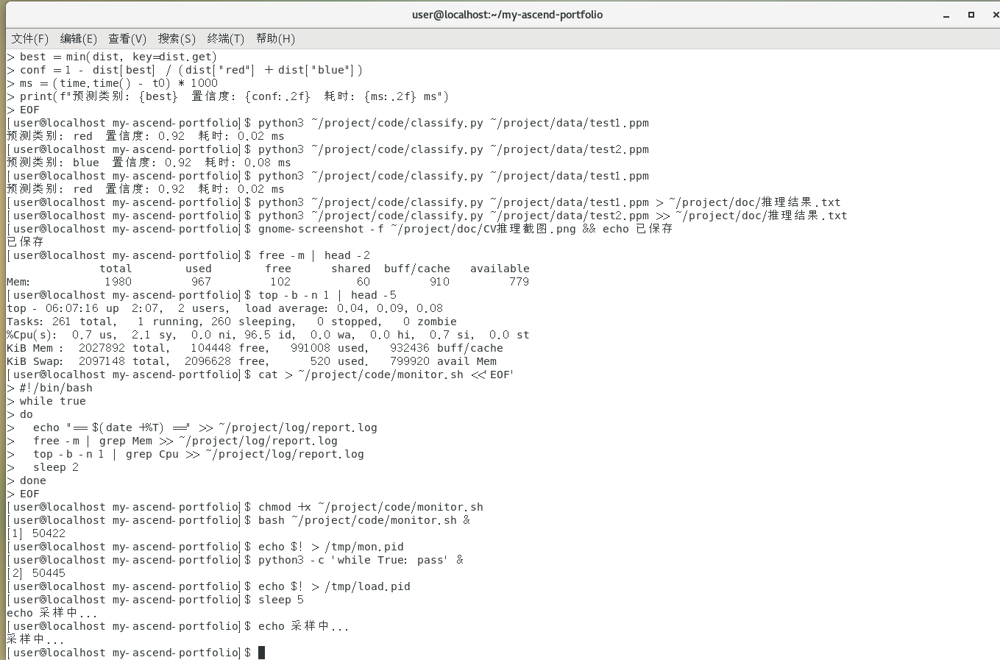 user@localhost:~/my-ascend-portfolio
文件(F) 编辑(E) 查看(V) 搜索(S) 终端(T) 帮助(H)
> best = min(dist, key=dist.get)
> conf = 1 - dist[best] / (dist["red"] + dist["blue"])
> ms = (time.time() - t0) * 1000
> print(f"预测类别: {best}  置信度: {conf:.2f}  耗时: {ms:.2f} ms")
> EOF
[user@localhost my-ascend-portfolio]$ python3 ~/project/code/classify.py ~/project/data/test1.ppm
预测类别: red  置信度: 0.92  耗时: 0.02 ms
[user@localhost my-ascend-portfolio]$ python3 ~/project/code/classify.py ~/project/data/test2.ppm
预测类别: blue  置信度: 0.92  耗时: 0.08 ms
[user@localhost my-ascend-portfolio]$ python3 ~/project/code/classify.py ~/project/data/test1.ppm
预测类别: red  置信度: 0.92  耗时: 0.02 ms
[user@localhost my-ascend-portfolio]$ python3 ~/project/code/classify.py ~/project/data/test1.ppm > ~/project/doc/推理结果.txt
[user@localhost my-ascend-portfolio]$ python3 ~/project/code/classify.py ~/project/data/test2.ppm >> ~/project/doc/推理结果.txt
[user@localhost my-ascend-portfolio]$ gnome-screenshot -f ~/project/doc/CV推理截图.png && echo 已保存
已保存
[user@localhost my-ascend-portfolio]$ free -m | head -2
              total        used        free      shared  buff/cache   available
Mem:           1980         967         102          60         910         779
[user@localhost my-ascend-portfolio]$ top -b -n 1 | head -5
top - 06:07:16 up  2:07,  2 users,  load average: 0.04, 0.09, 0.08
Tasks: 261 total,   1 running, 260 sleeping,   0 stopped,   0 zombie
%Cpu(s):  0.7 us,  2.1 sy,  0.0 ni, 96.5 id,  0.0 wa,  0.0 hi,  0.7 si,  0.0 st
KiB Mem :  2027892 total,   104448 free,   991008 used,   932436 buff/cache
KiB Swap:  2097148 total,  2096628 free,      520 used.   799920 avail Mem
[user@localhost my-ascend-portfolio]$ cat > ~/project/code/monitor.sh <<'EOF'
> #!/bin/bash
> while true
> do
>   echo "== $(date +%T) ==" >> ~/project/log/report.log
>   free -m | grep Mem >> ~/project/log/report.log
>   top -b -n 1 | grep Cpu >> ~/project/log/report.log
>   sleep 2
> done
> EOF
[user@localhost my-ascend-portfolio]$ chmod +x ~/project/code/monitor.sh
[user@localhost my-ascend-portfolio]$ bash ~/project/code/monitor.sh &
[1] 50422
[user@localhost my-ascend-portfolio]$ echo $! > /tmp/mon.pid
[user@localhost my-ascend-portfolio]$ python3 -c 'while True: pass' &
[2] 50445
[user@localhost my-ascend-portfolio]$ echo $! > /tmp/load.pid
[user@localhost my-ascend-portfolio]$ sleep 5
echo 采样中...
[user@localhost my-ascend-portfolio]$ echo 采样中...
采样中...
[user@localhost my-ascend-portfolio]$